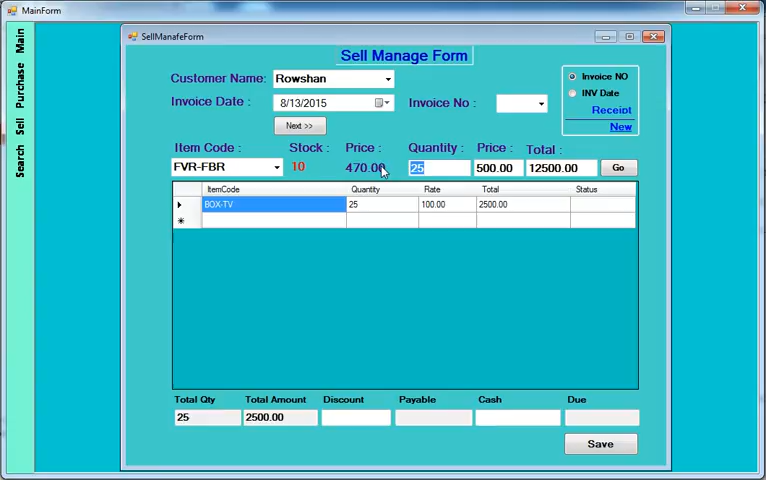 MainForm
SellManafeForm
Sell Manage Form
Main
Purchase
Sell
Search
Customer Name: Rowshan
Invoice NO
INV Date
Receipt
New
Invoice Date : 8/13/2015 Invoice No :
Next >>
Item Code : Stock : Price : Quantity : Price : Total :
FVR-FBR 10 470.00 25 500.00 12500.00 Go
ItemCode Quantity Rate Total Status
BOX-TV 25 100.00 2500.00
Total Qty Total Amount Discount Payable Cash Due
25 2500.00
Save